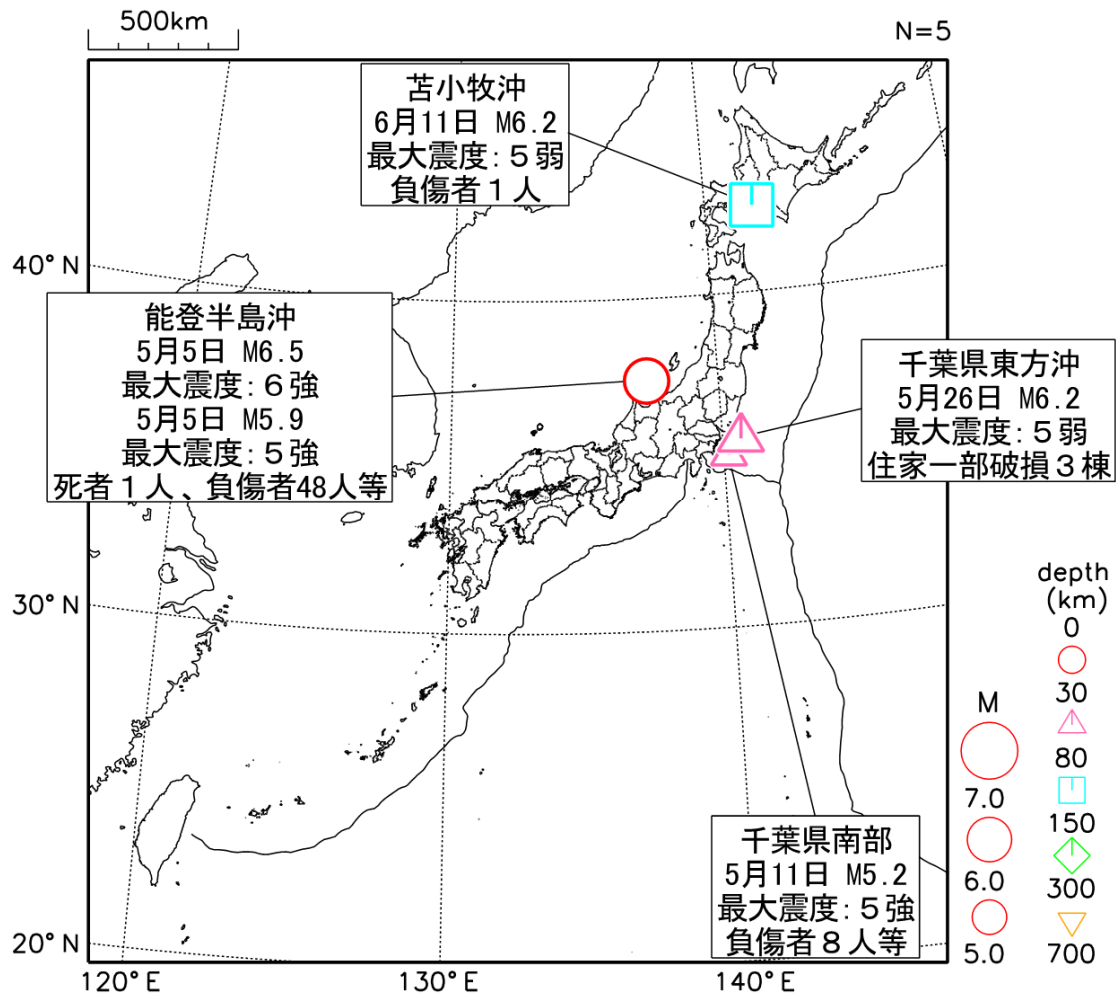 500km
N=5
苫小牧沖
6月11日 M6.2
最大震度:５弱
負傷者１人
40°N
能登半島沖
5月5日 M6.5
最大震度:６強
5月5日 M5.9
最大震度:５強
死者１人、負傷者48人等
千葉県東方沖
5月26日 M6.2
最大震度:５弱
住家一部破損３棟
30°N
depth
(km)
0
30
80
150
300
700
M
7.0
6.0
5.0
千葉県南部
5月11日 M5.2
最大震度:５強
負傷者８人等
20°N
120°E
130°E
140°E